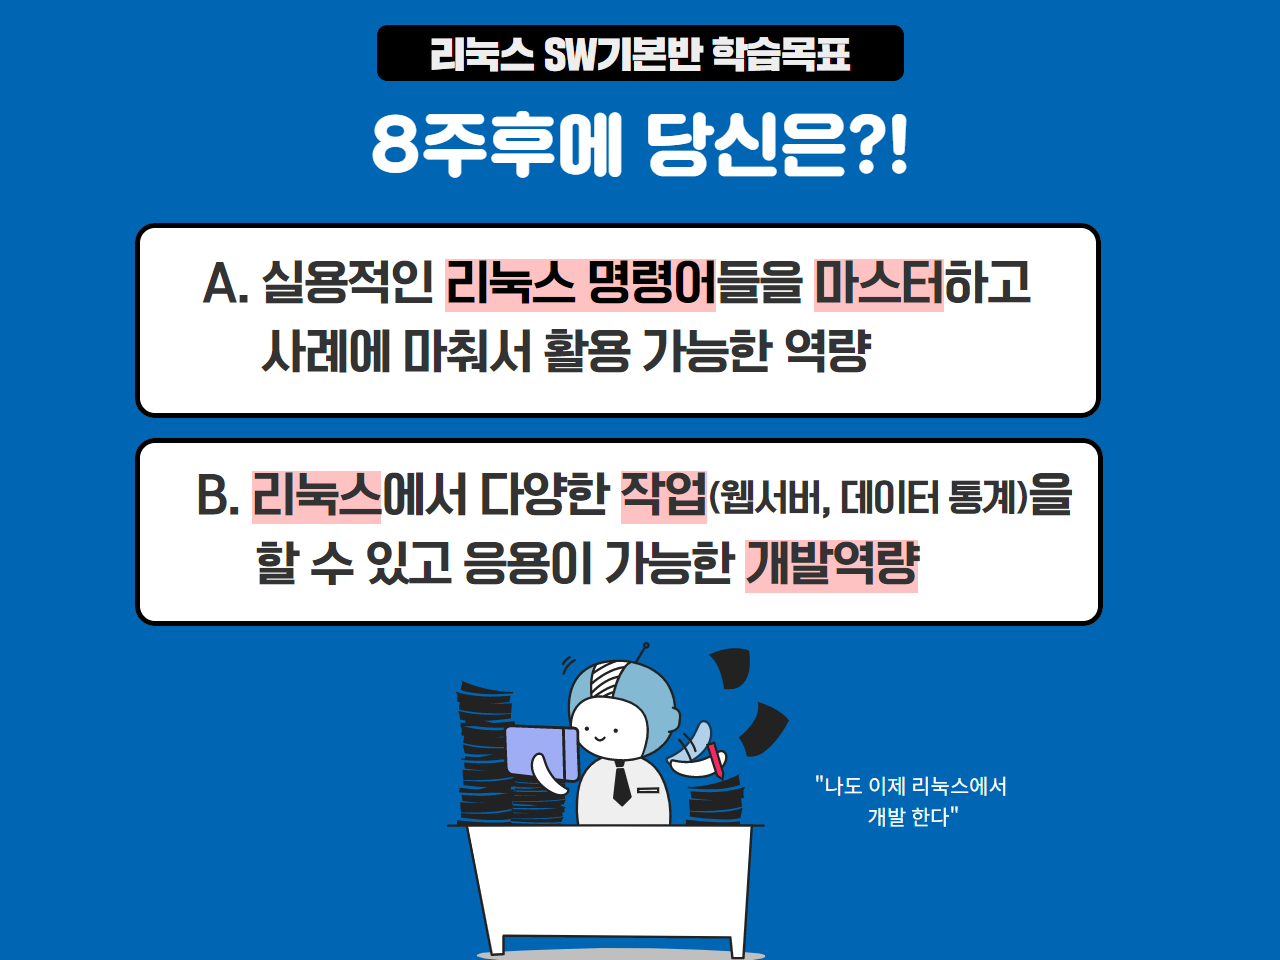 리눅스 SW기본반 학습목표
8주후에 당신은?!
A. 실용적인 리눅스 명령어들을 마스터하고
사례에 마춰서 활용 가능한 역량
B. 리눅스에서 다양한 작업(웹서버, 데이터 통계)을
할 수 있고 응용이 가능한 개발역량
"나도 이제 리눅스에서
개발 한다"